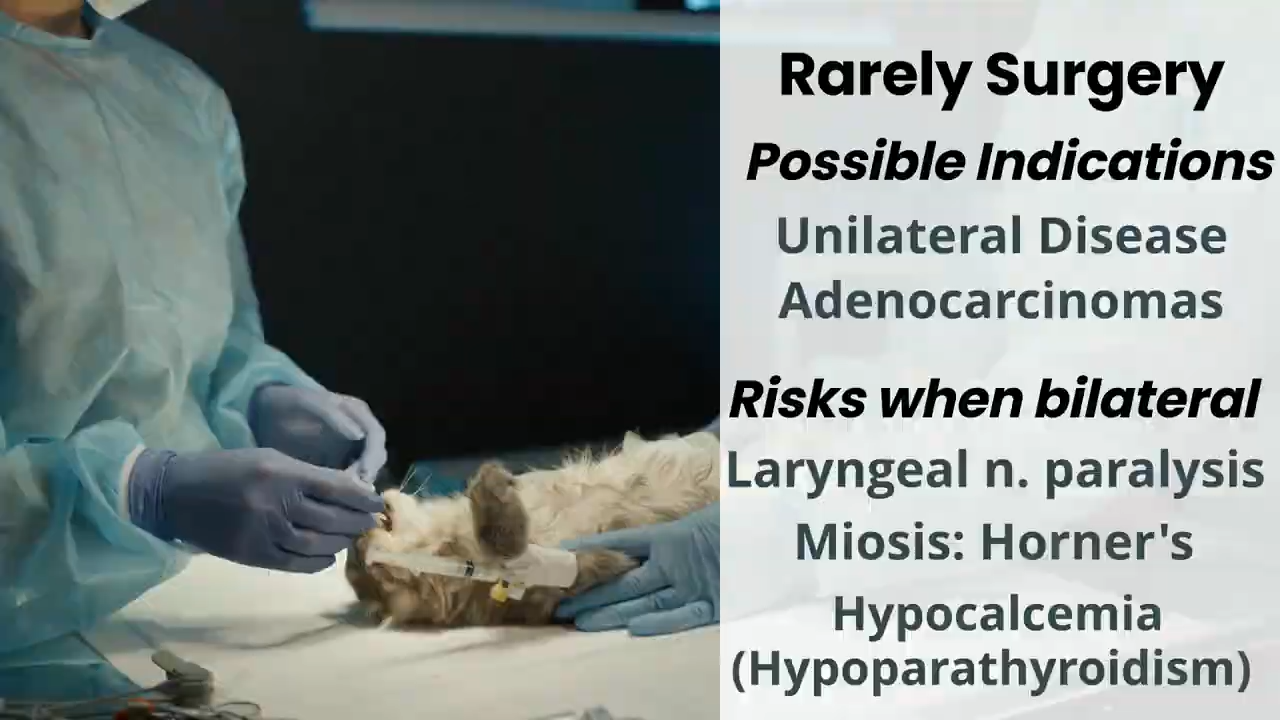 Rarely Surgery
Possible Indications
Unilateral Disease
Adenocarcinomas
Risks when bilateral
Laryngeal n. paralysis
Miosis: Horner's
Hypocalcemia
(Hypoparathyroidism)